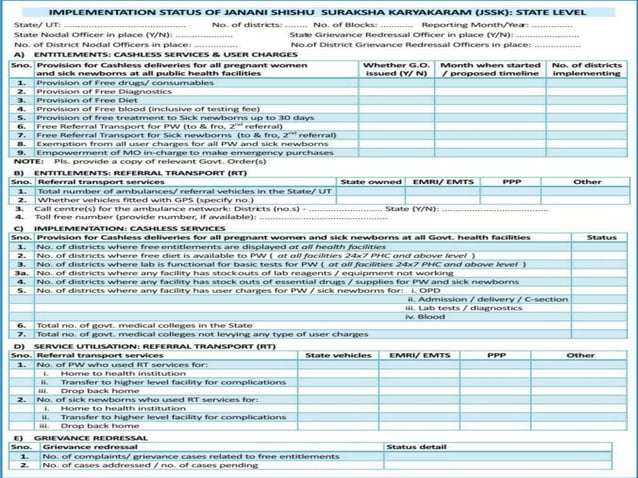 IMPLEMENTATION STATUS OF JANANI SHISHU SURAKSHA KARYAKARAM (JSSK): STATE LEVEL
State/ UT: ........................ No. of districts: ....... No. of Blocks: ........... Reporting Month/Year: ..............
State Nodal Officer in place (Y/N): ................... State Grievance Redressal Officer in place (Y/N): .....................
No. of District Nodal Officers in place: ............ No.of District Grievance Redressal Officers in place: ................
A) ENTITLEMENTS: CASHLESS SERVICES & USER CHARGES
Sno. Provision for Cashless deliveries for all pregnant women and sick newborns at all public health facilities Whether G.O. issued (Y/ N) Month when started / proposed timeline No. of districts implementing
1. Provision of Free drugs/ consumables
2. Provision of Free Diagnostics
3. Provision of Free Diet
4. Provision of Free blood (inclusive of testing fee)
5. Provision of free treatment to Sick newborns up to 30 days
6. Free Referral Transport for PW (to & fro, 2nd referral)
7. Free Referral Transport for Sick newborns (to & fro, 2nd referral)
8. Exemption from all user charges for all PW and sick newborns
9. Empowerment of MO in-charge to make emergency purchases
NOTE: Pls. provide a copy of relevant Govt. Order(s)
B) ENTITLEMENTS: REFERRAL TRANSPORT (RT)
Sno. Referral transport services State owned EMRI/ EMTS PPP Other
1. Total number of ambulances/ referral vehicles in the State/ UT
2. Whether vehicles fitted with GPS (specify no.)
3. Call centre(s) for the ambulance network: Districts (no.s) - .................... State (Y/N): .............................
4. Toll free number (provide number, if available): ..................................
C) IMPLEMENTATION: CASHLESS SERVICES
Sno. Provision for Cashless deliveries for all pregnant women and sick newborns at all Govt. health facilities Status
1. No. of districts where free entitlements are displayed at all health facilities
2. No. of districts where free diet is available to PW ( at all facilities 24x7 PHC and above level )
3. No. of districts where lab is functional for basic tests for PW ( at all facilities 24x7 PHC and above level )
3a. No. of districts where any facility has stock outs of lab reagents / equipment not working
4. No. of districts where any facility has stock outs of essential drugs / supplies for PW and sick newborns
5. No. of districts where any facility has user charges for PW / sick newborns for: i. OPD
ii. Admission / delivery / C-section
iii. Lab tests / diagnostics
iv. Blood
6. Total no. of govt. medical colleges in the State
7. Total no. of govt. medical colleges not levying any type of user charges
D) SERVICE UTILISATION: REFERRAL TRANSPORT (RT)
Sno. Referral transport services State vehicles EMRI/ EMTS PPP Other
1. No. of PW who used RT services for:
i. Home to health institution
ii. Transfer to higher level facility for complications
iii. Drop back home
2. No. of sick newborns who used RT services for:
i. Home to health institution
ii. Transfer to higher level facility for complications
iii. Drop back home
E) GRIEVANCE REDRESSAL
Sno. Grievance redressal Status detail
1. No. of complaints/ grievance cases related to free entitlements
2. No. of cases addressed / no. of cases pending